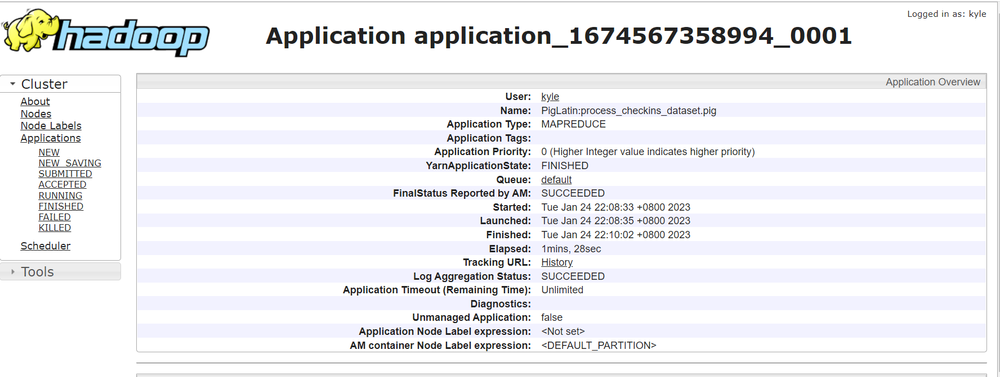 Logged in as: kyle
hadoop
Application application_1674567358994_0001
Cluster
About
Nodes
Node Labels
Applications
NEW
NEW_SAVING
SUBMITTED
ACCEPTED
RUNNING
FINISHED
FAILED
KILLED
Scheduler
Tools
Application Overview
User: kyle
Name: PigLatin:process_checkins_dataset.pig
Application Type: MAPREDUCE
Application Tags:
Application Priority: 0 (Higher Integer value indicates higher priority)
YarnApplicationState: FINISHED
Queue: default
FinalStatus Reported by AM: SUCCEEDED
Started: Tue Jan 24 22:08:33 +0800 2023
Launched: Tue Jan 24 22:08:35 +0800 2023
Finished: Tue Jan 24 22:10:02 +0800 2023
Elapsed: 1mins, 28sec
Tracking URL: History
Log Aggregation Status: SUCCEEDED
Application Timeout (Remaining Time): Unlimited
Diagnostics:
Unmanaged Application: false
Application Node Label expression: <Not set>
AM container Node Label expression: <DEFAULT_PARTITION>